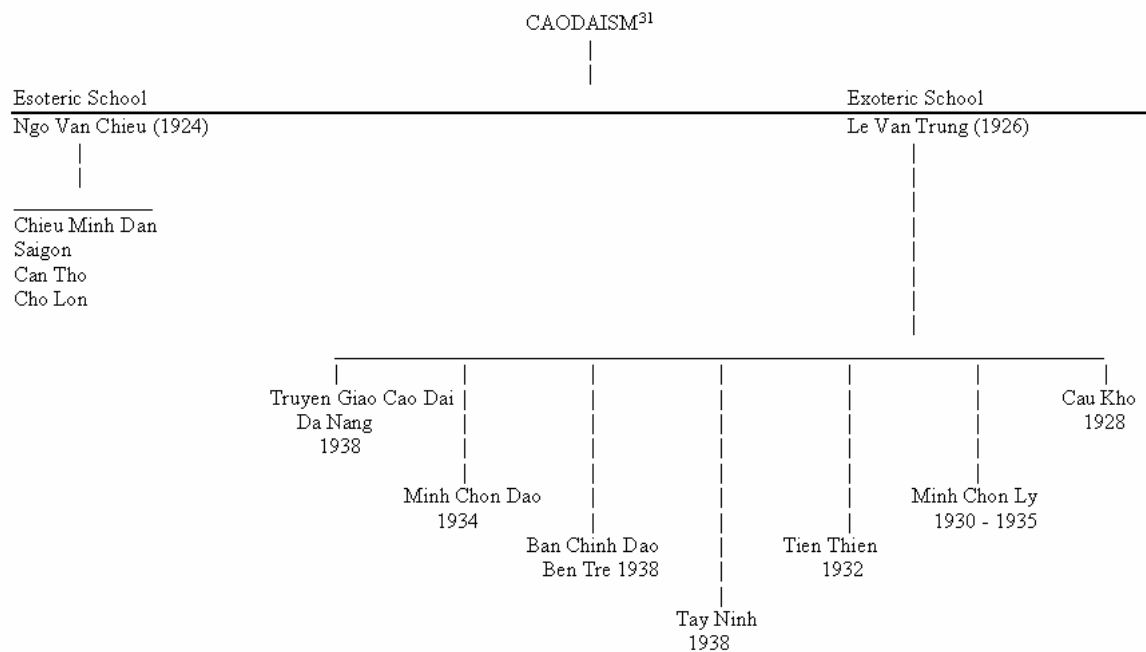 CAODAISM31
Esoteric School
Exoteric School
Ngo Van Chieu (1924)
Le Van Trung (1926)
Chieu Minh Dan
Saigon
Can Tho
Cho Lon
Truyen Giao Cao Dai
Da Nang
1938
Cau Kho
1928
Minh Chon Dao
1934
Minh Chon Ly
1930 - 1935
Ban Chinh Dao
Ben Tre 1938
Tien Thien
1932
Tay Ninh
1938